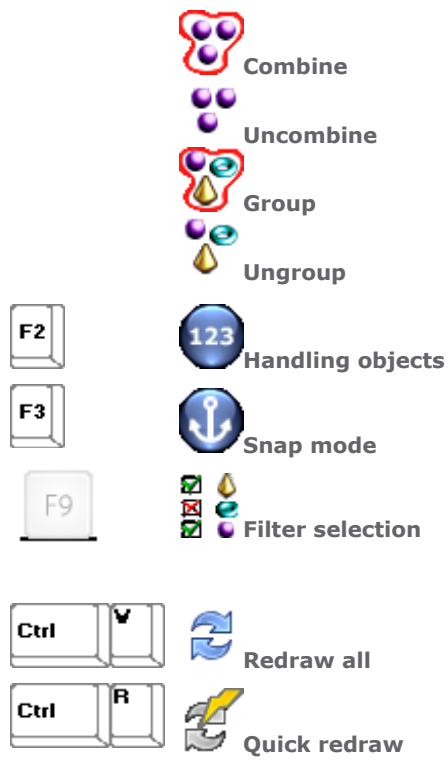 Combine
Uncombine
Group
Ungroup
F2 123 Handling objects
F3 Snap mode
F9 Filter selection
Ctrl Redraw all
Ctrl R Quick redraw